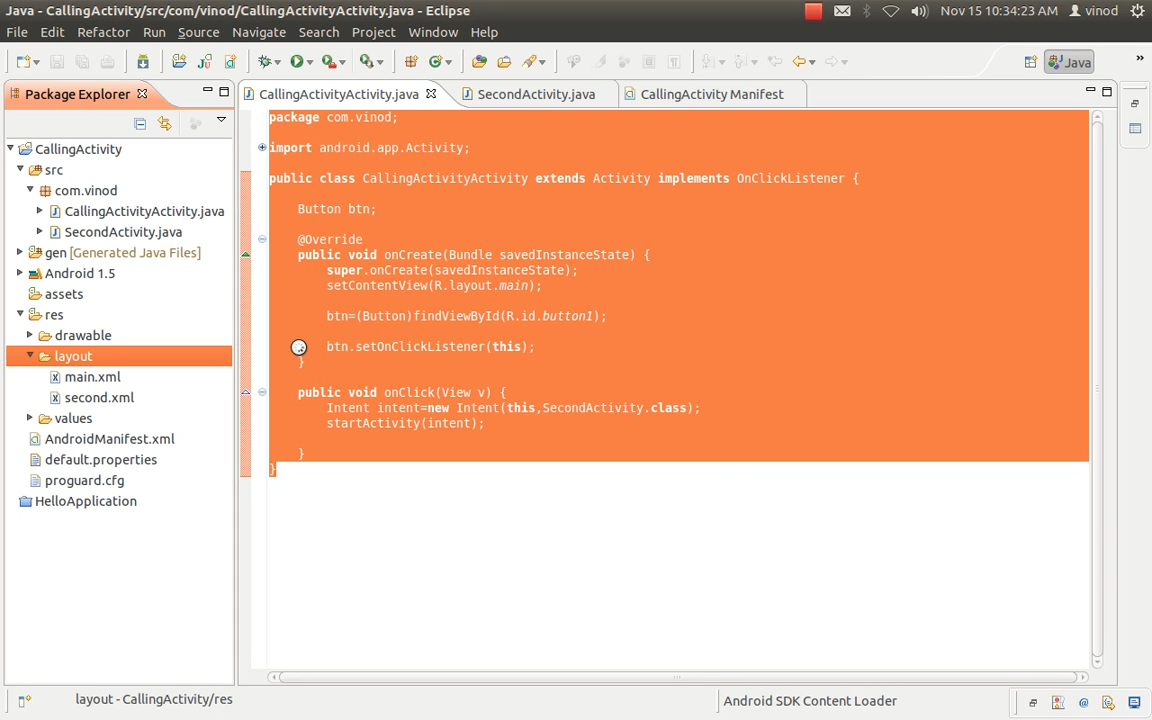 Java - CallingActivity/src/com/vinod/CallingActivityActivity.java - Eclipse
Nov 15 10:34:23 AM
vinod
File Edit Refactor Run Source Navigate Search Project Window Help
Java
»
Package Explorer
CallingActivityActivity.java
SecondActivity.java
CallingActivity Manifest
CallingActivity
src
com.vinod
CallingActivityActivity.java
SecondActivity.java
gen [Generated Java Files]
Android 1.5
assets
res
drawable
layout
main.xml
second.xml
values
AndroidManifest.xml
default.properties
proguard.cfg
HelloApplication
package com.vinod;
import android.app.Activity;
public class CallingActivityActivity extends Activity implements OnClickListener {
Button btn;
@Override
public void onCreate(Bundle savedInstanceState) {
super.onCreate(savedInstanceState);
setContentView(R.layout.main);
btn=(Button)findViewById(R.id.button1);
btn.setOnClickListener(this);
}
public void onClick(View v) {
Intent intent=new Intent(this,SecondActivity.class);
startActivity(intent);
}
}
layout - CallingActivity/res
Android SDK Content Loader